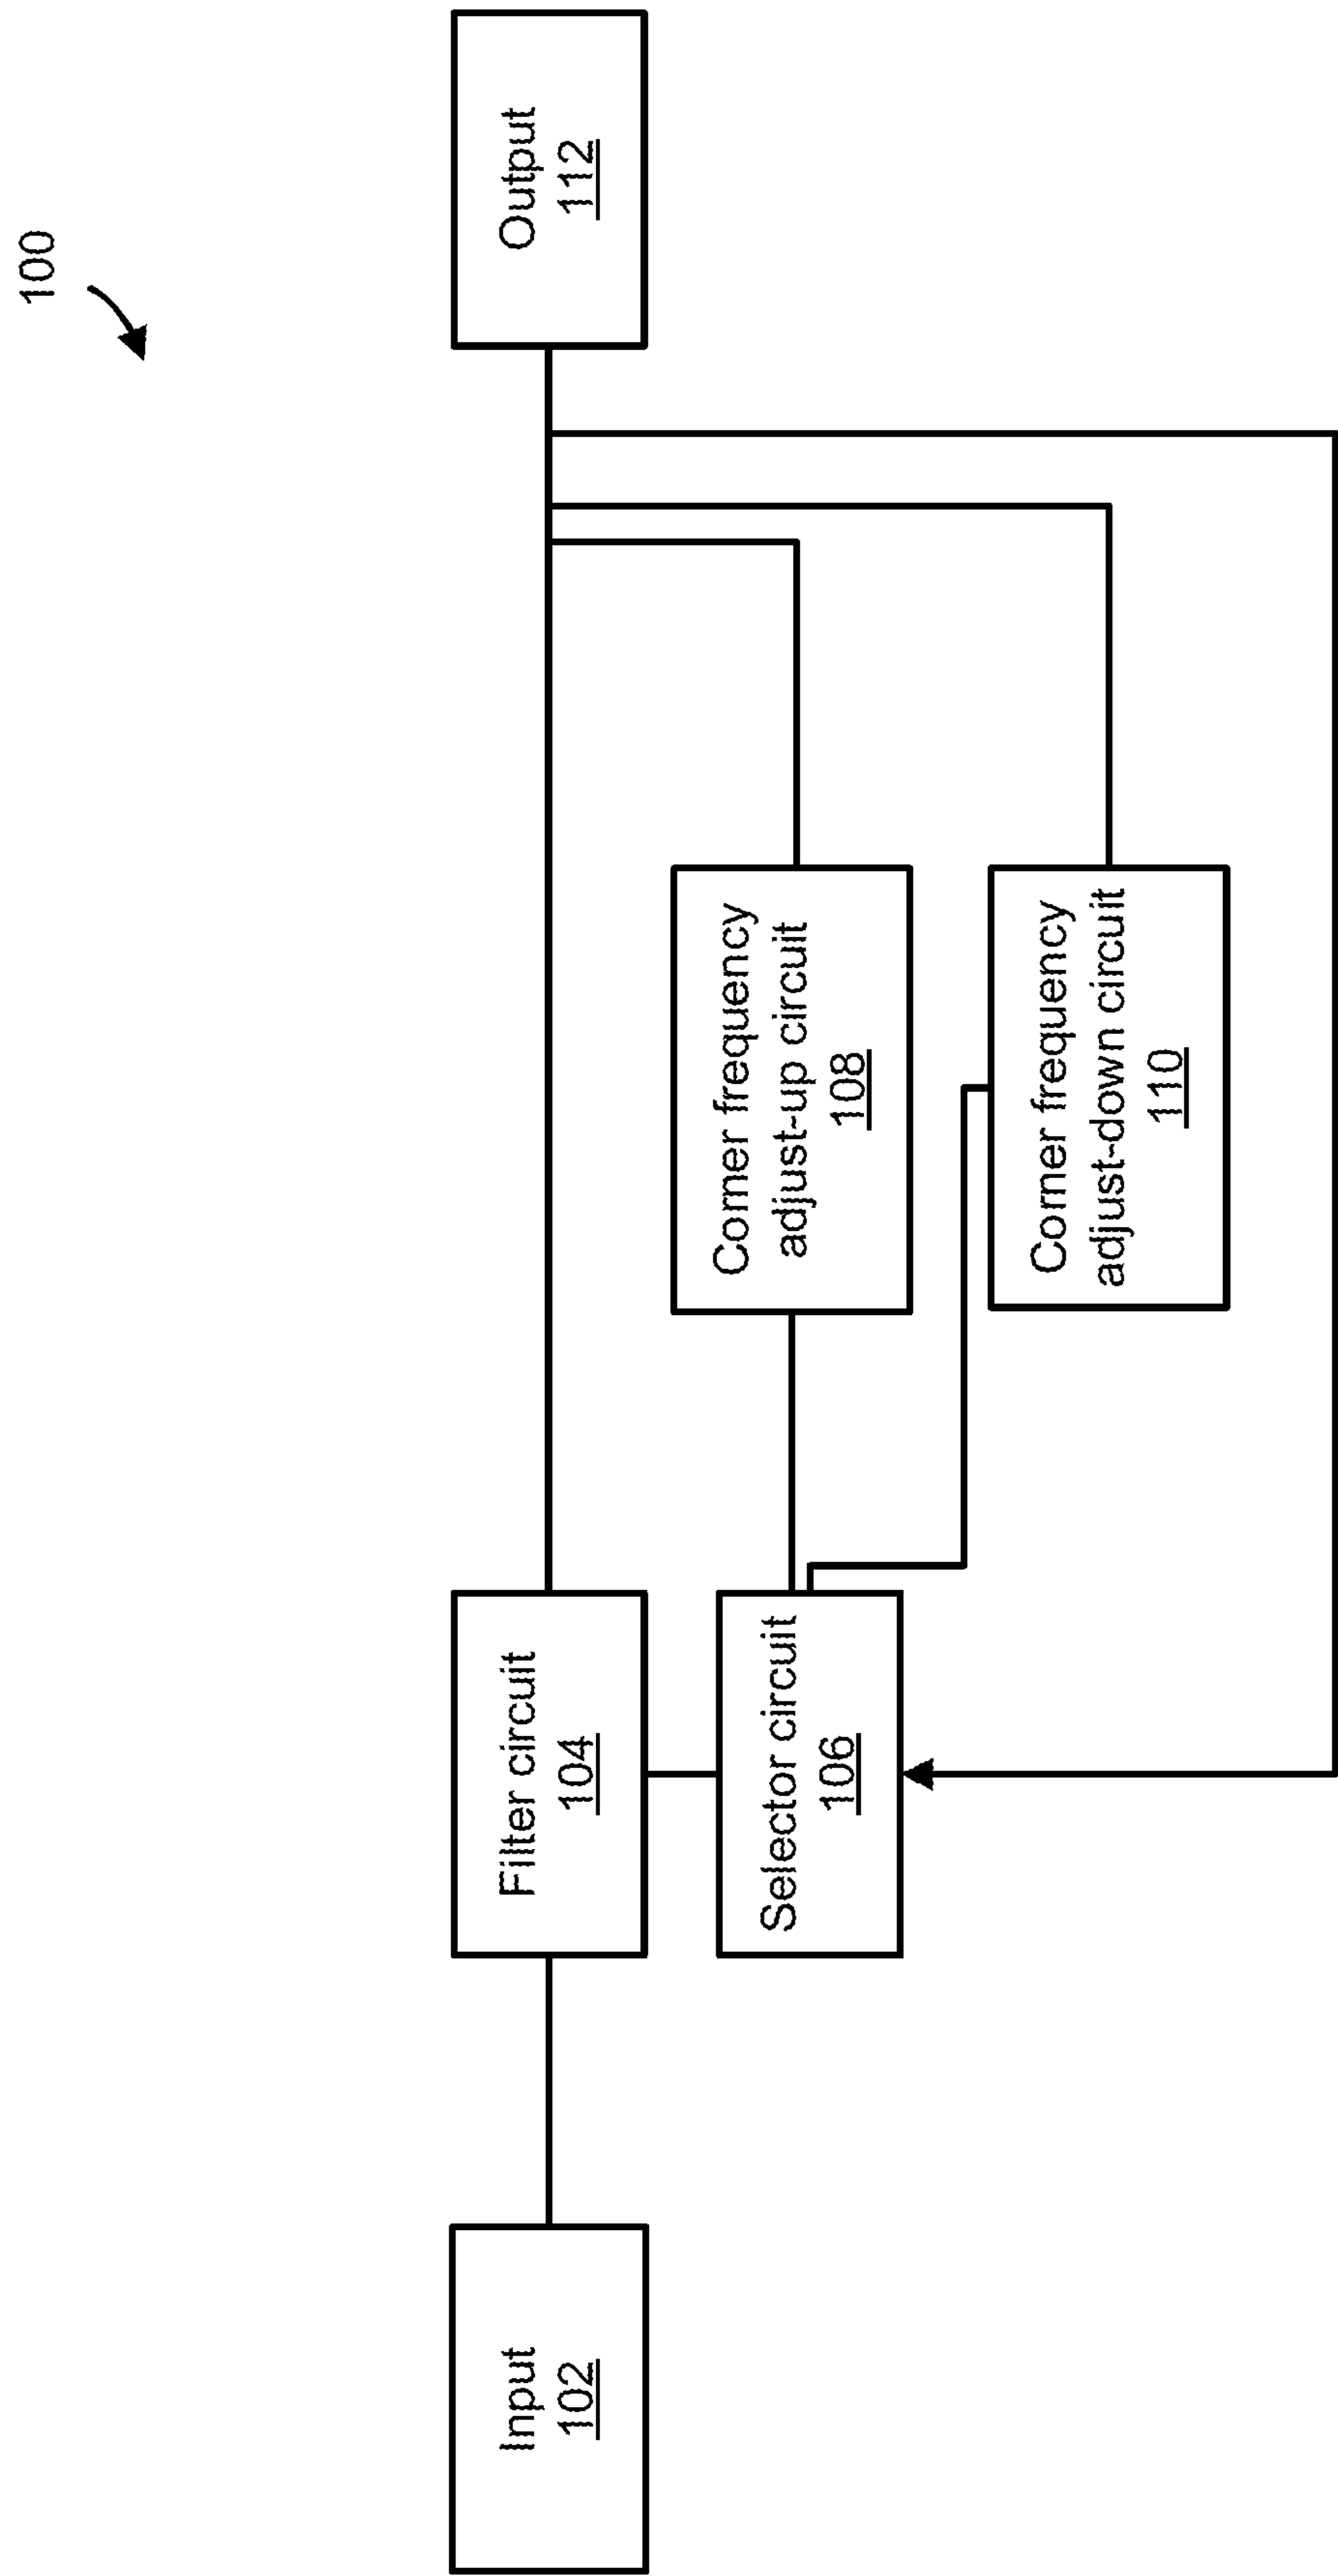 100
Input
102
Filter circuit
104
Output
112
Selector circuit
106
Corner frequency
adjust-up circuit
108
Corner frequency
adjust-down circuit
110